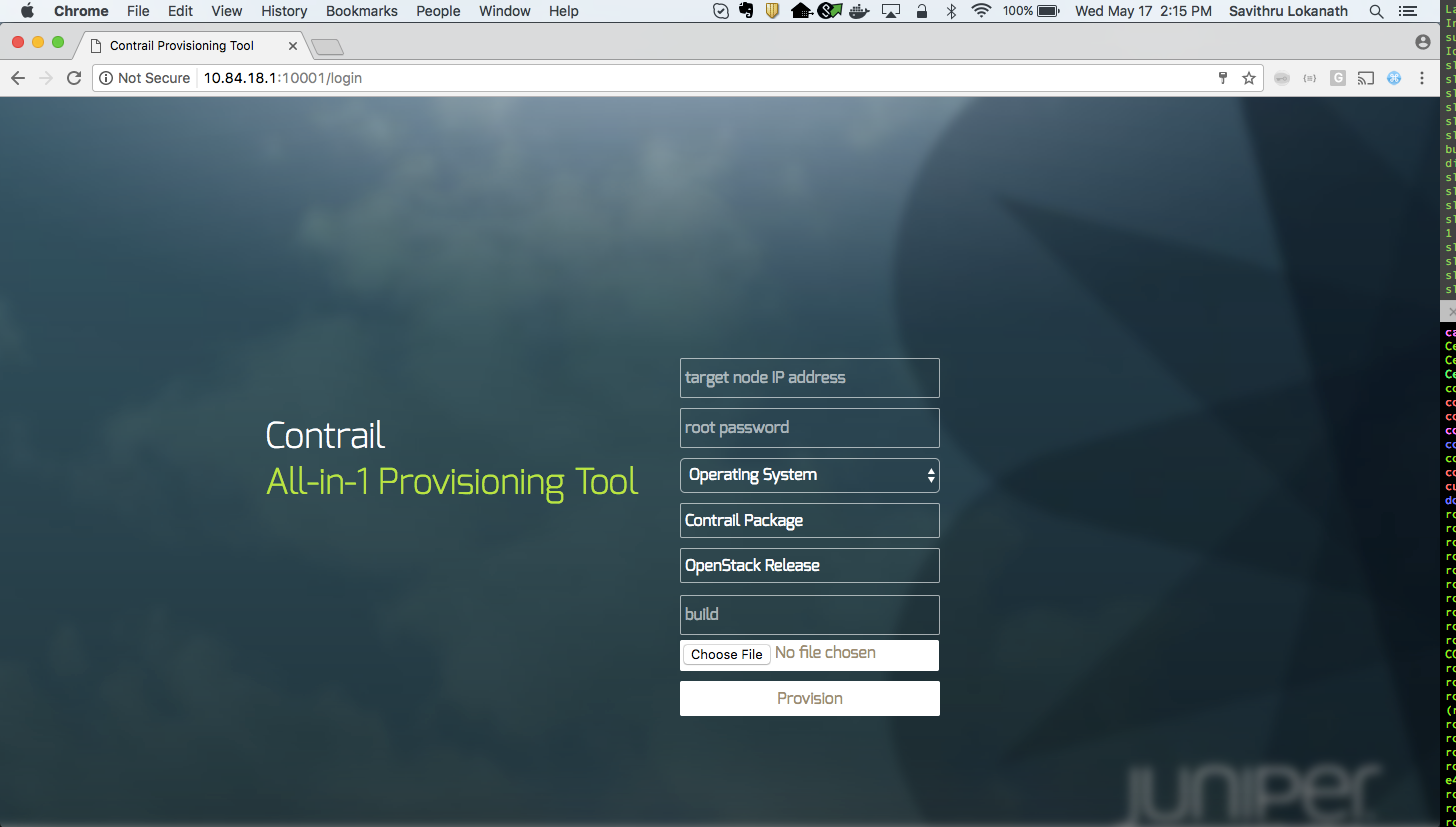 Chrome File Edit View History Bookmarks People Window Help 100% Wed May 17 2:15 PM Savithru Lokanath
Contrail Provisioning Tool
Not Secure 10.84.18.1:10001/login
target node IP address
root password
Operating System
Contrail Package
OpenStack Release
build
Choose File No file chosen
Provision
Contrail
All-in-1 Provisioning Tool
juniper